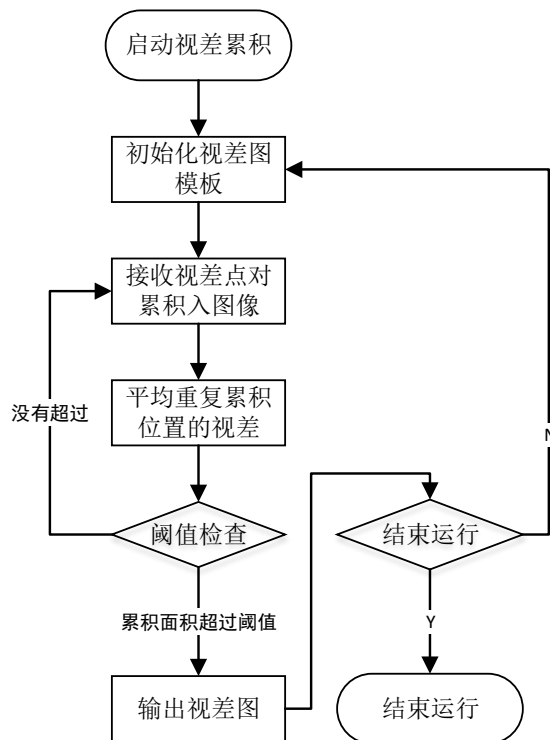 启动视差累积
初始化视差图
模板
接收视差点对
累积入图像
平均重复累积
位置的视差
没有超过
N
阈值检查
结束运行
累积面积超过阈值
Y
输出视差图
结束运行